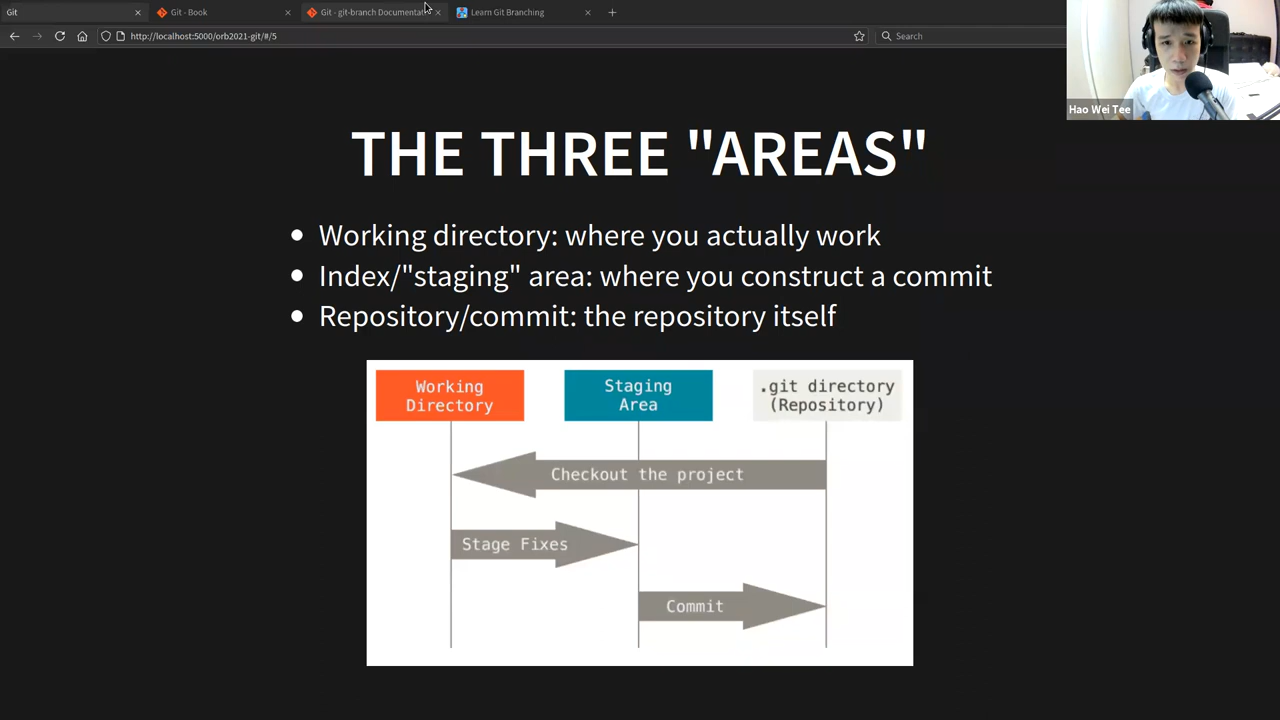 Git
Git - Book
Git - git-branch Documentat
Learn Git Branching
http://localhost:5000/orb2021-git/#/5
Search
Hao Wei Tee
THE THREE "AREAS"
Working directory: where you actually work
Index/"staging" area: where you construct a commit
Repository/commit: the repository itself
Working
Directory
Staging
Area
.git directory
(Repository)
Checkout the project
Stage Fixes
Commit